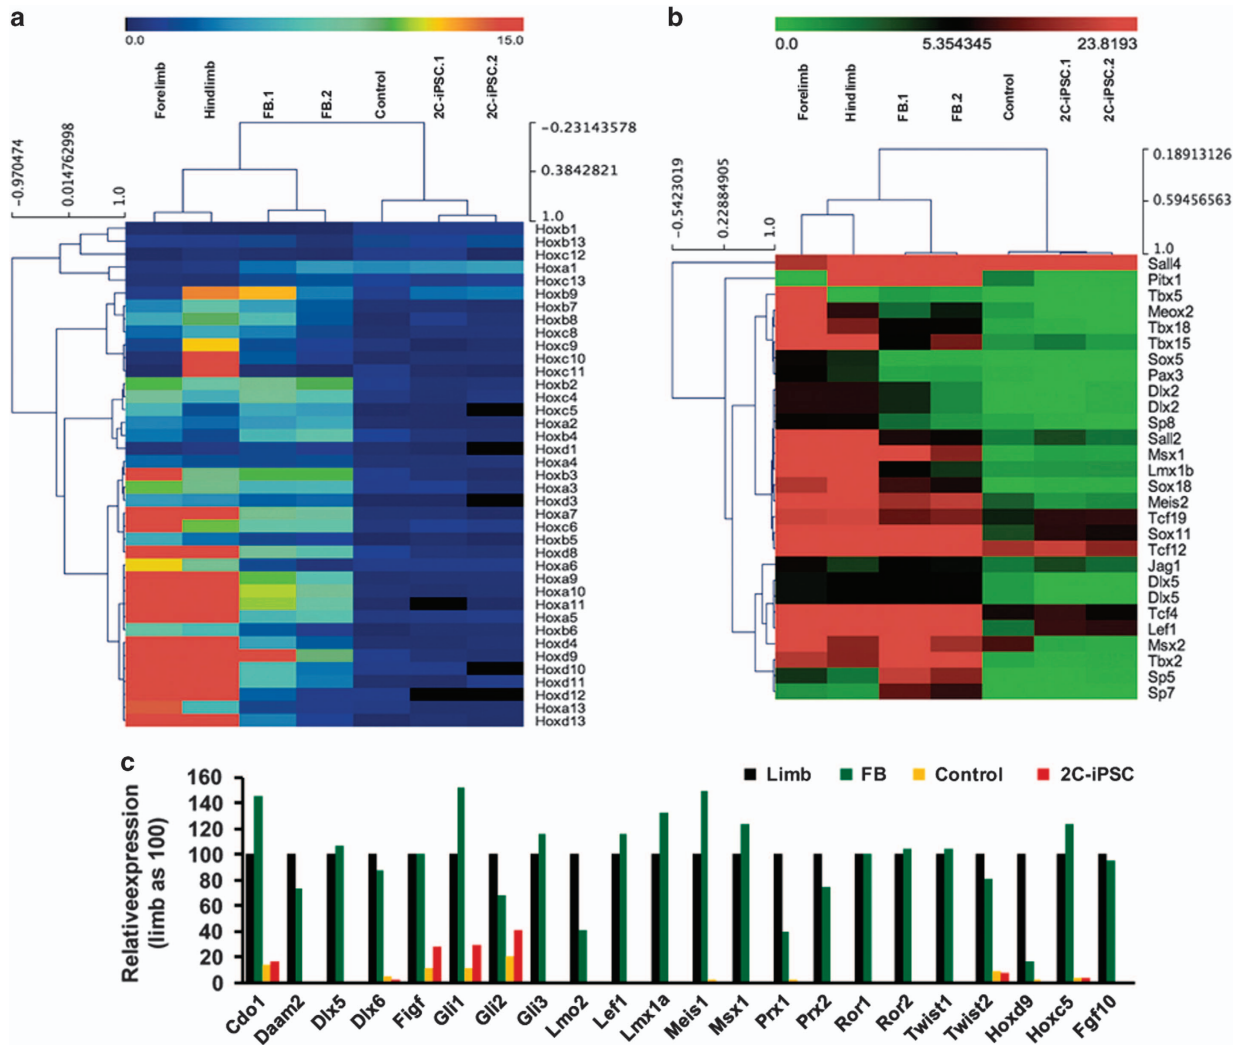 a
0.0
15.0
Forelimb
Hindlimb
FB.1
FB.2
Control
2C-iPSC.1
2C-iPSC.2
-0.970474
0.014762998
1.0
-0.23143578
0.3842821
1.0
Hoxb1
Hoxb13
Hoxc12
Hoxa1
Hoxc13
Hoxb9
Hoxb7
Hoxb8
Hoxc8
Hoxc9
Hoxc10
Hoxc11
Hoxb2
Hoxc4
Hoxc5
Hoxa2
Hoxb4
Hoxd1
Hoxa4
Hoxb3
Hoxa3
Hoxd3
Hoxa7
Hoxc6
Hoxb5
Hoxd8
Hoxa6
Hoxa9
Hoxa10
Hoxa11
Hoxa5
Hoxb6
Hoxd4
Hoxd9
Hoxd10
Hoxd11
Hoxd12
Hoxa13
Hoxd13
b
0.0
5.354345
23.8193
Forelimb
Hind limb
FB.1
FB.2
Control
2C-iPSC.1
2C-iPSC.2
-0.5423019
0.22884905
1.0
0.18913126
0.59456563
1.0
Sall4
Pitx1
Tbx5
Meox2
Tbx18
Tbx15
Sox5
Pax3
Dlx2
Dlx2
Sp8
Sall2
Msx1
Lmx1b
Sox18
Meis2
Tcf19
Sox11
Tcf12
Jag1
Dlx5
Dlx5
Tcf4
Lef1
Msx2
Tbx2
Sp5
Sp7
c
Relativeexpression
(limb as 100)
160
140
120
100
80
60
40
20
0
Limb
FB
Control
2C-iPSC
Cdo1
Daam2
Dlx5
Dlx6
Figf
Gli1
Gli2
Gli3
Lmo2
Lef1
Lmx1a
Meis1
Msx1
Prx1
Prx2
Ror1
Ror2
Twist1
Twist2
Hoxd9
Hoxc5
Fgf10